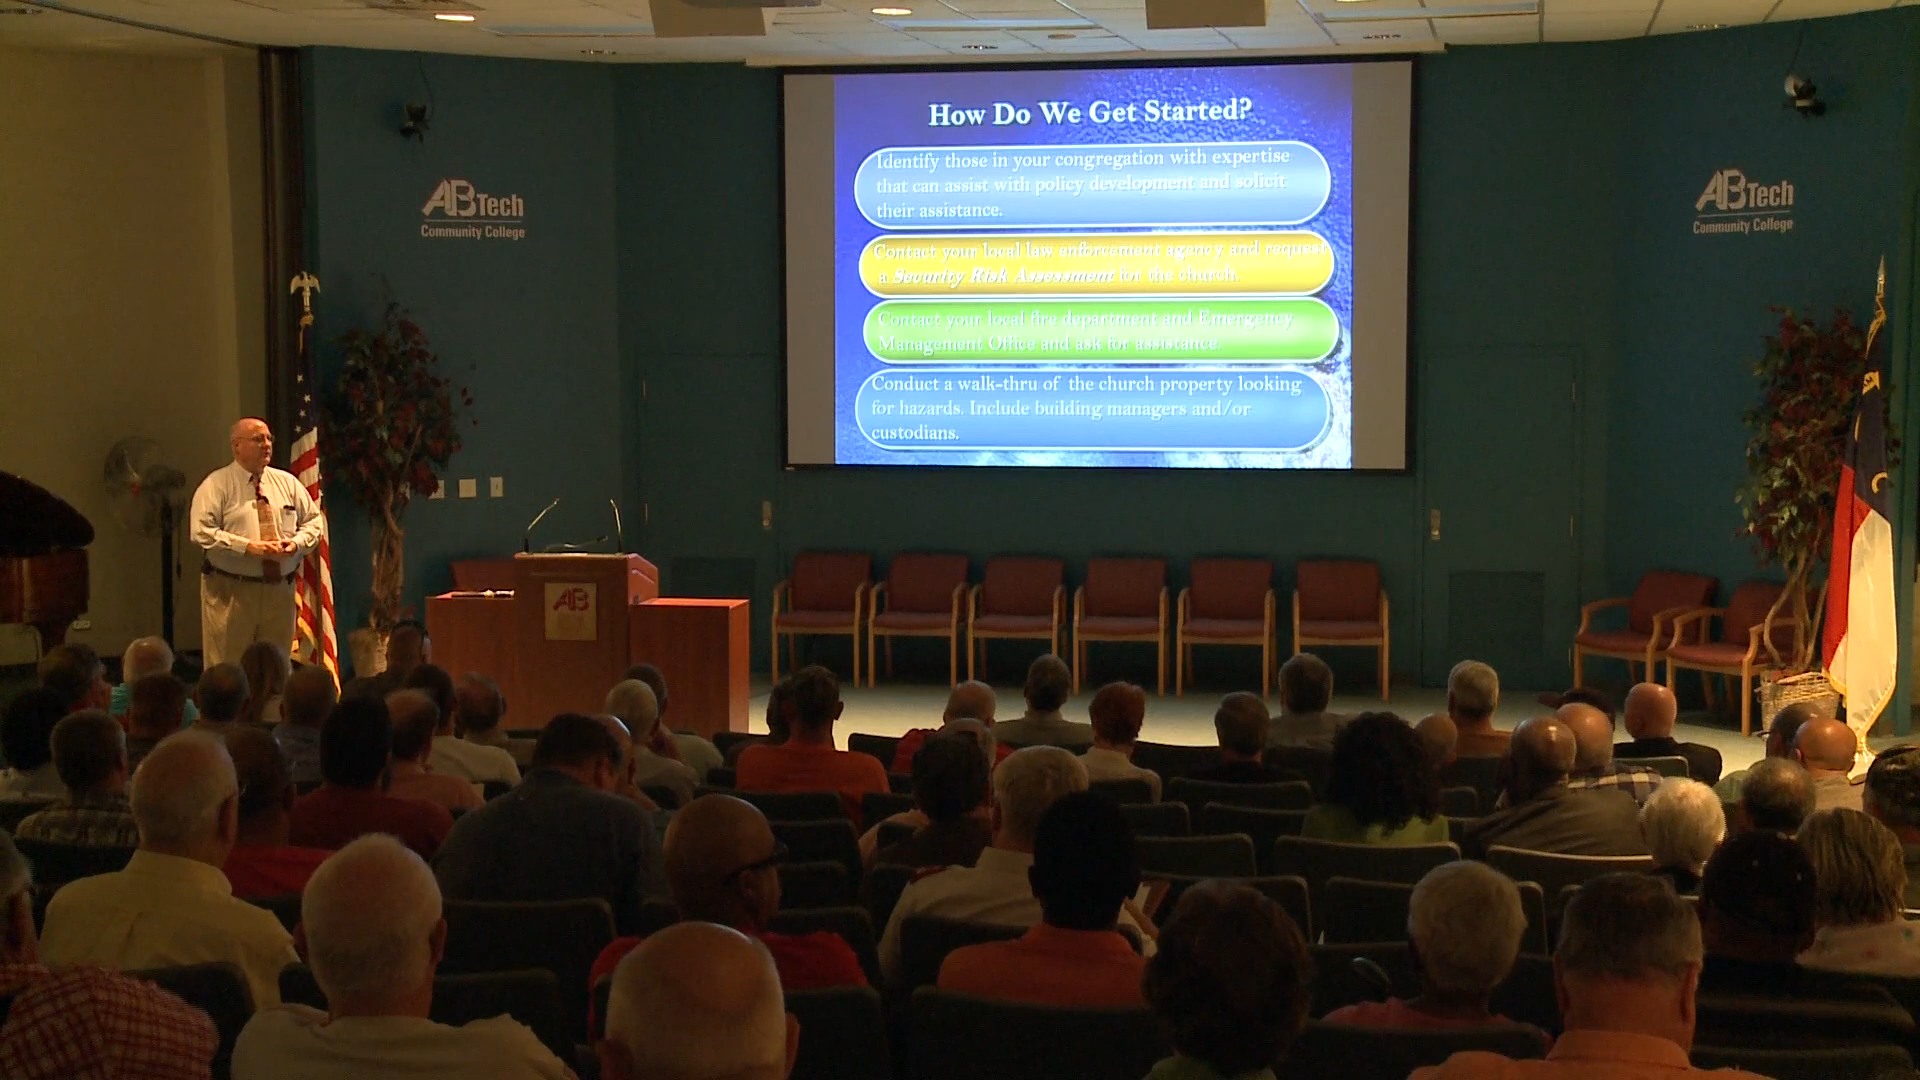 How Do We Get Started?
Identify those in your congregation with expertise
that can assist with policy development and solicit
their assistance.
Contact your local law enforcement agency and request
a Security Risk Assessment for the church.
Contact your local fire department and Emergency
Management Office and ask for assistance.
Conduct a walk-thru of the church property looking
for hazards. Include building managers and/or
custodians.
ABTech
Community College
ABTech
Community College
AB